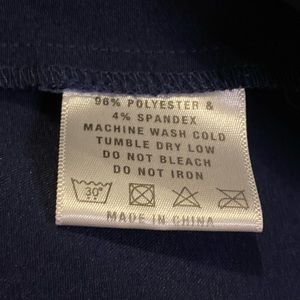 96% POLYESTER &
4% SPANDEX
MACHINE WASH COLD
TUMBLE DRY LOW
DO NOT BLEACH
DO NOT IRON
30°
MADE IN CHINA